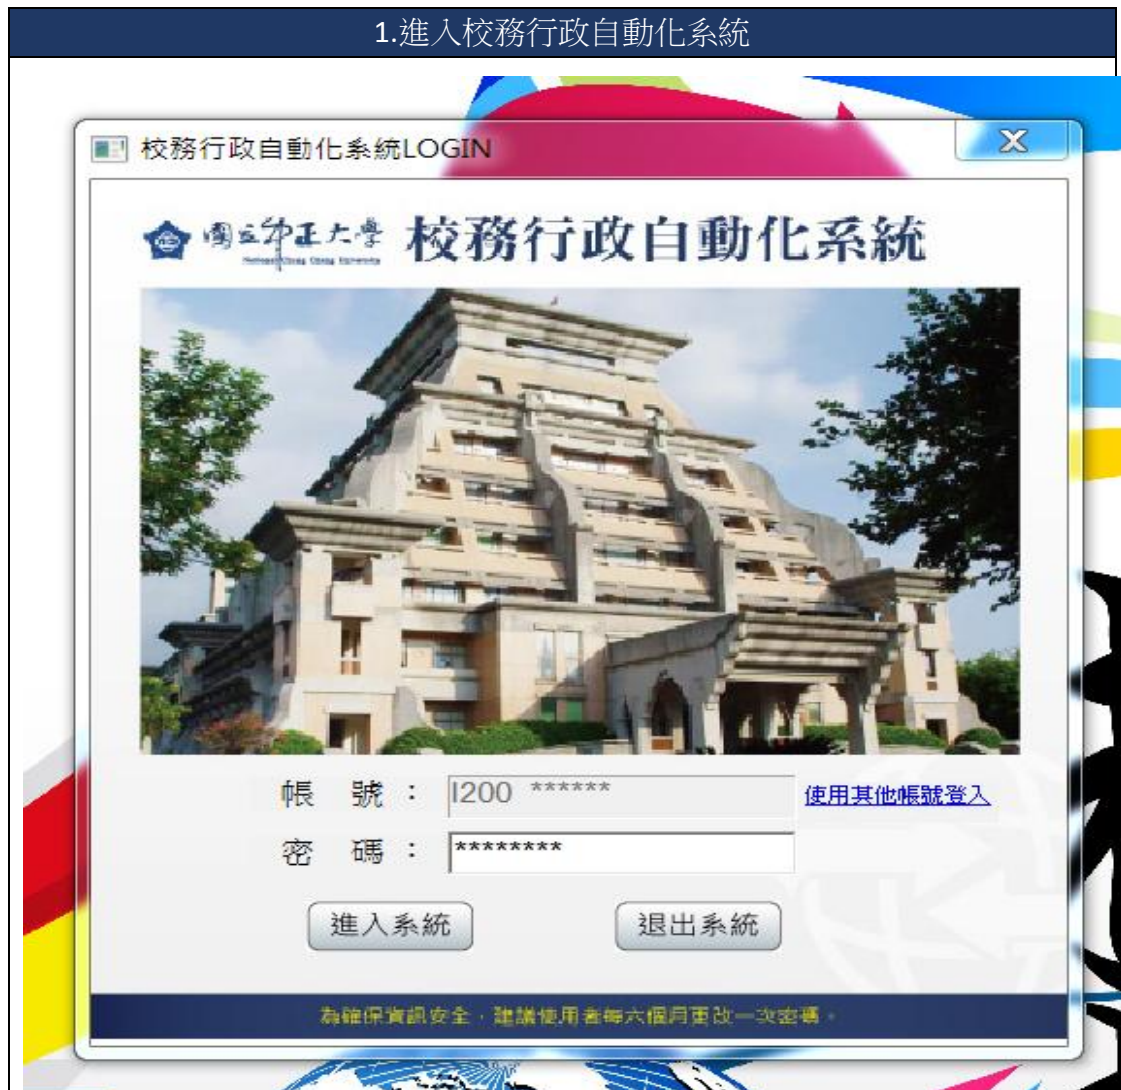 1.進入校務行政自動化系統
校務行政自動化系統LOGIN
國立中正大學 校務行政自動化系統
National Chung Cheng University
帳 號 : I200 ****** 使用其他帳號登入
密 碼 : ********
進入系統 退出系統
為確保資訊安全，建議使用者每六個月更改一次密碼。